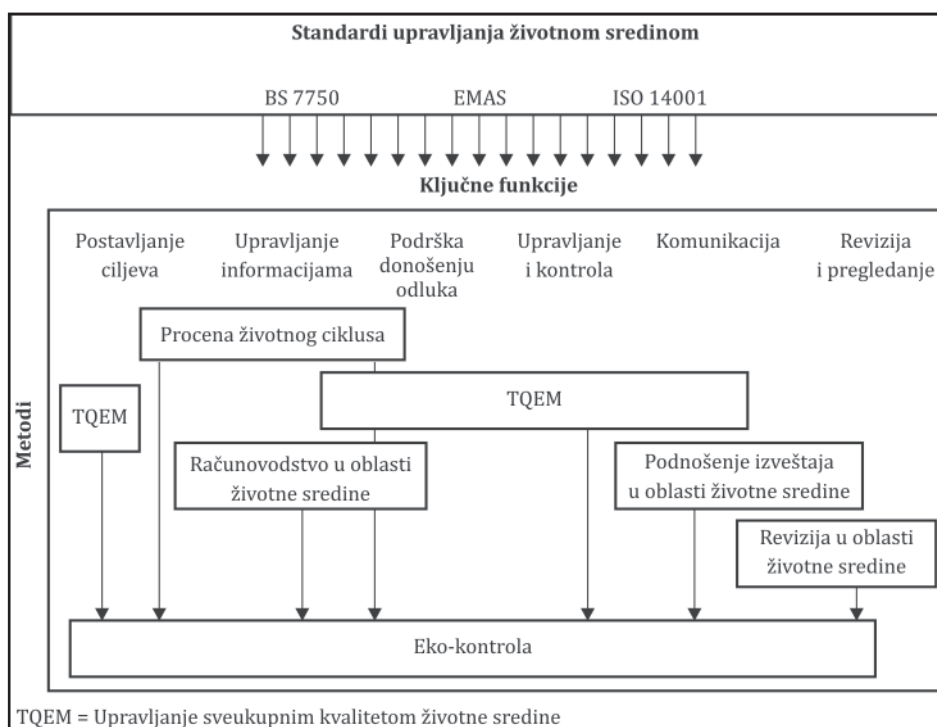 Standardi upravljanja životnom sredinom
BS 7750 EMAS ISO 14001
Ključne funkcije
Postavljanje
ciljeva
Upravljanje
informacijama
Podrška
donošenju
odluka
Upravljanje
i kontrola
Komunikacija
Revizija
i pregledanje
Metodi
Procena životnog ciklusa
TQEM
TQEM
Računovodstvo u oblasti
životne sredine
Podnošenje izveštaja
u oblasti životne sredine
Revizija u oblasti
životne sredine
Eko-kontrola
TQEM = Upravljanje sveukupnim kvalitetom životne sredine